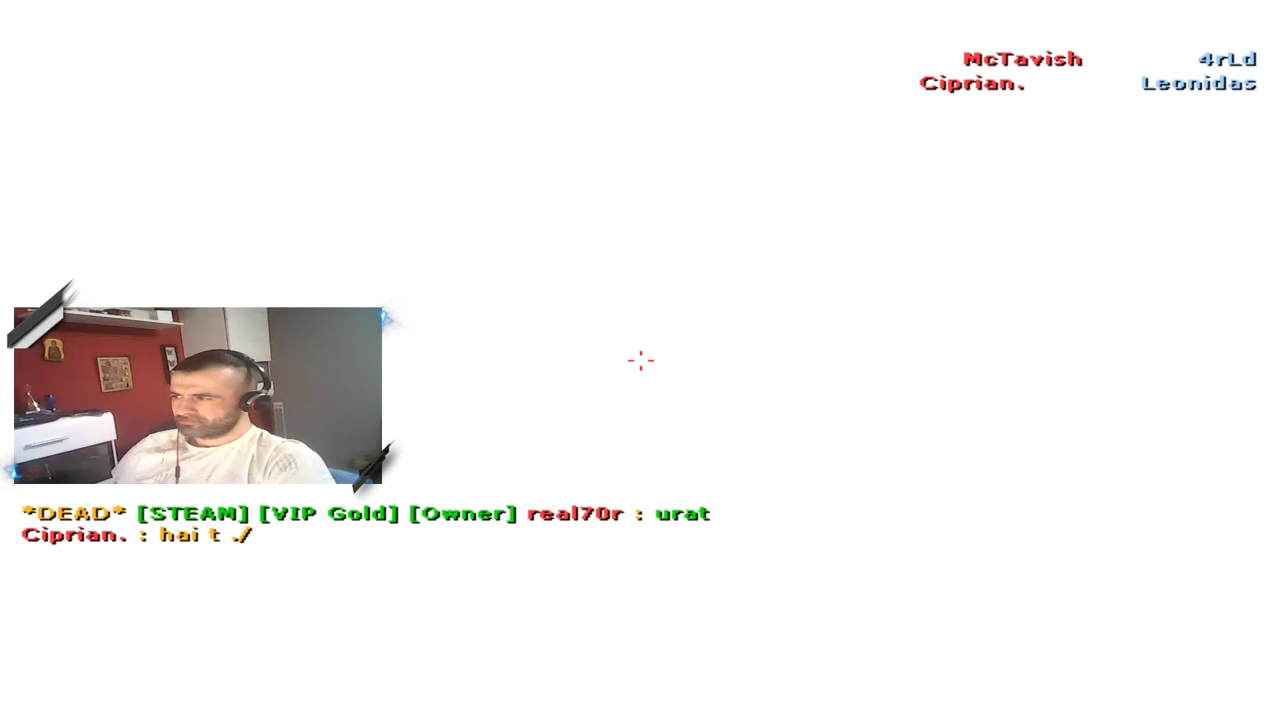 McTavish 4rLd
Ciprian. Leonidas
*DEAD* [STEAM] [VIP Gold] [Owner] real70r : urat
Ciprian. : hai t ./